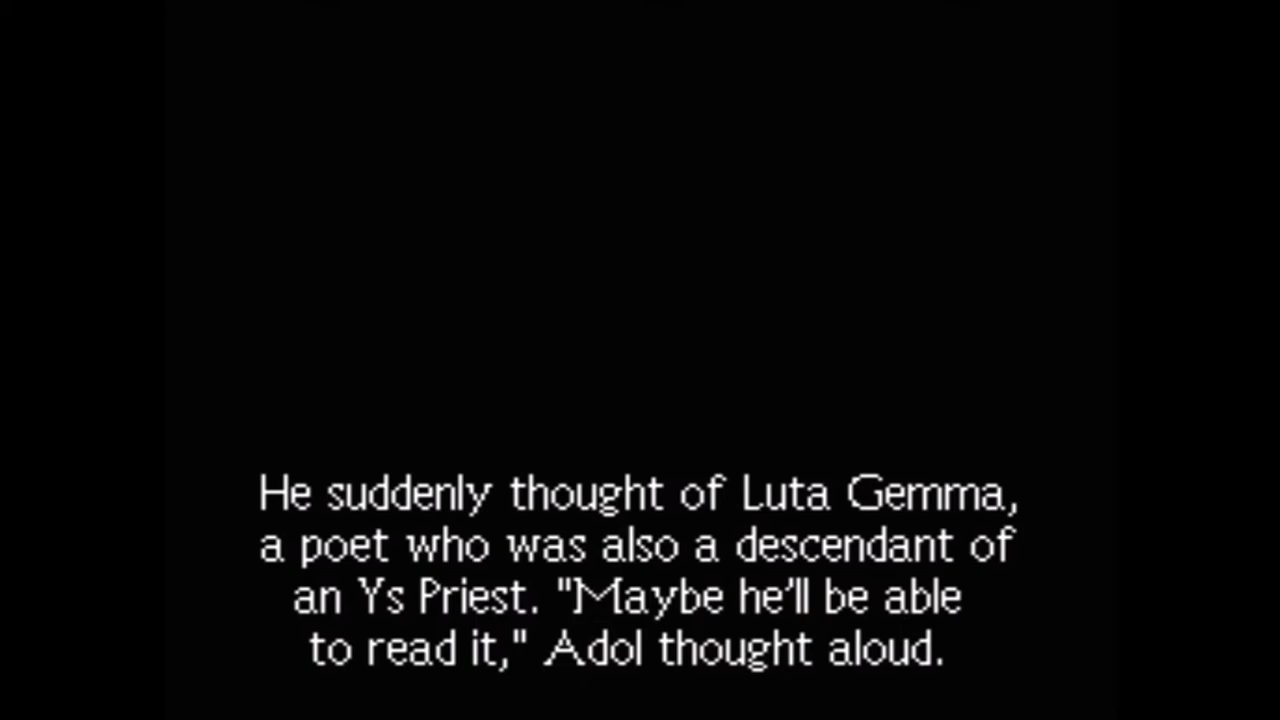 He suddenly thought of Luta Gemma,
a poet who was also a descendant of
an Ys Priest. "Maybe he'll be able
to read it," Adol thought aloud.